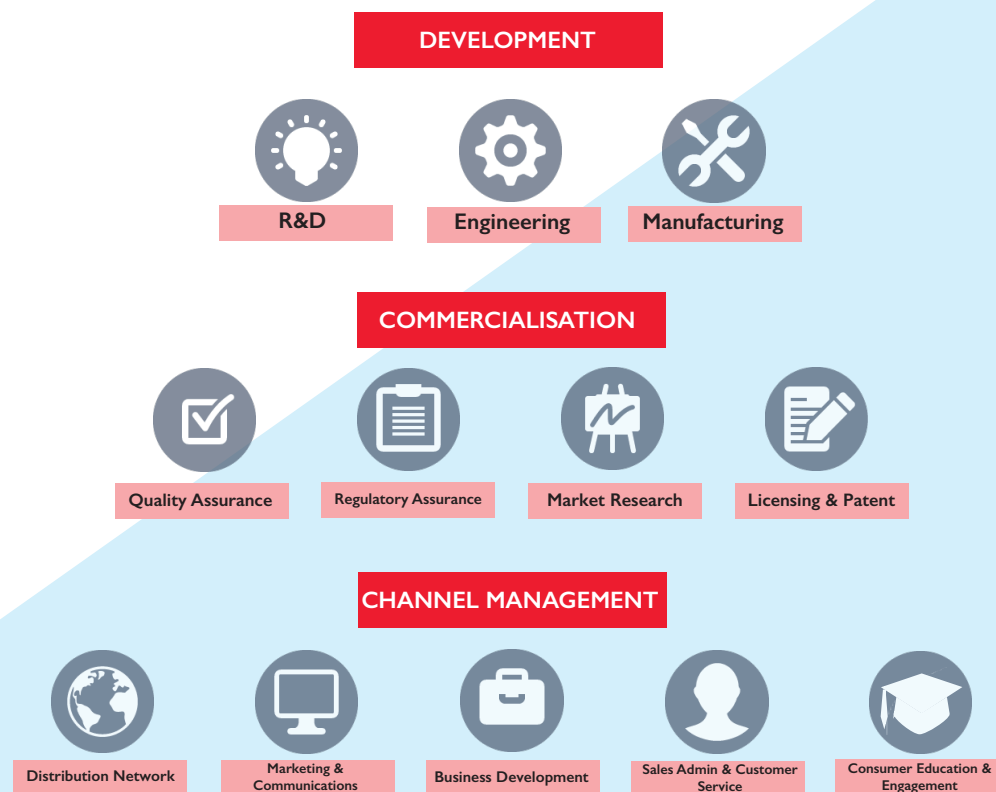 DEVELOPMENT
R&D
Engineering
Manufacturing
COMMERCIALISATION
Quality Assurance
Regulatory Assurance
Market Research
Licensing & Patent
CHANNEL MANAGEMENT
Distribution Network
Marketing &
Communications
Business Development
Sales Admin & Customer
Service
Consumer Education &
Engagement